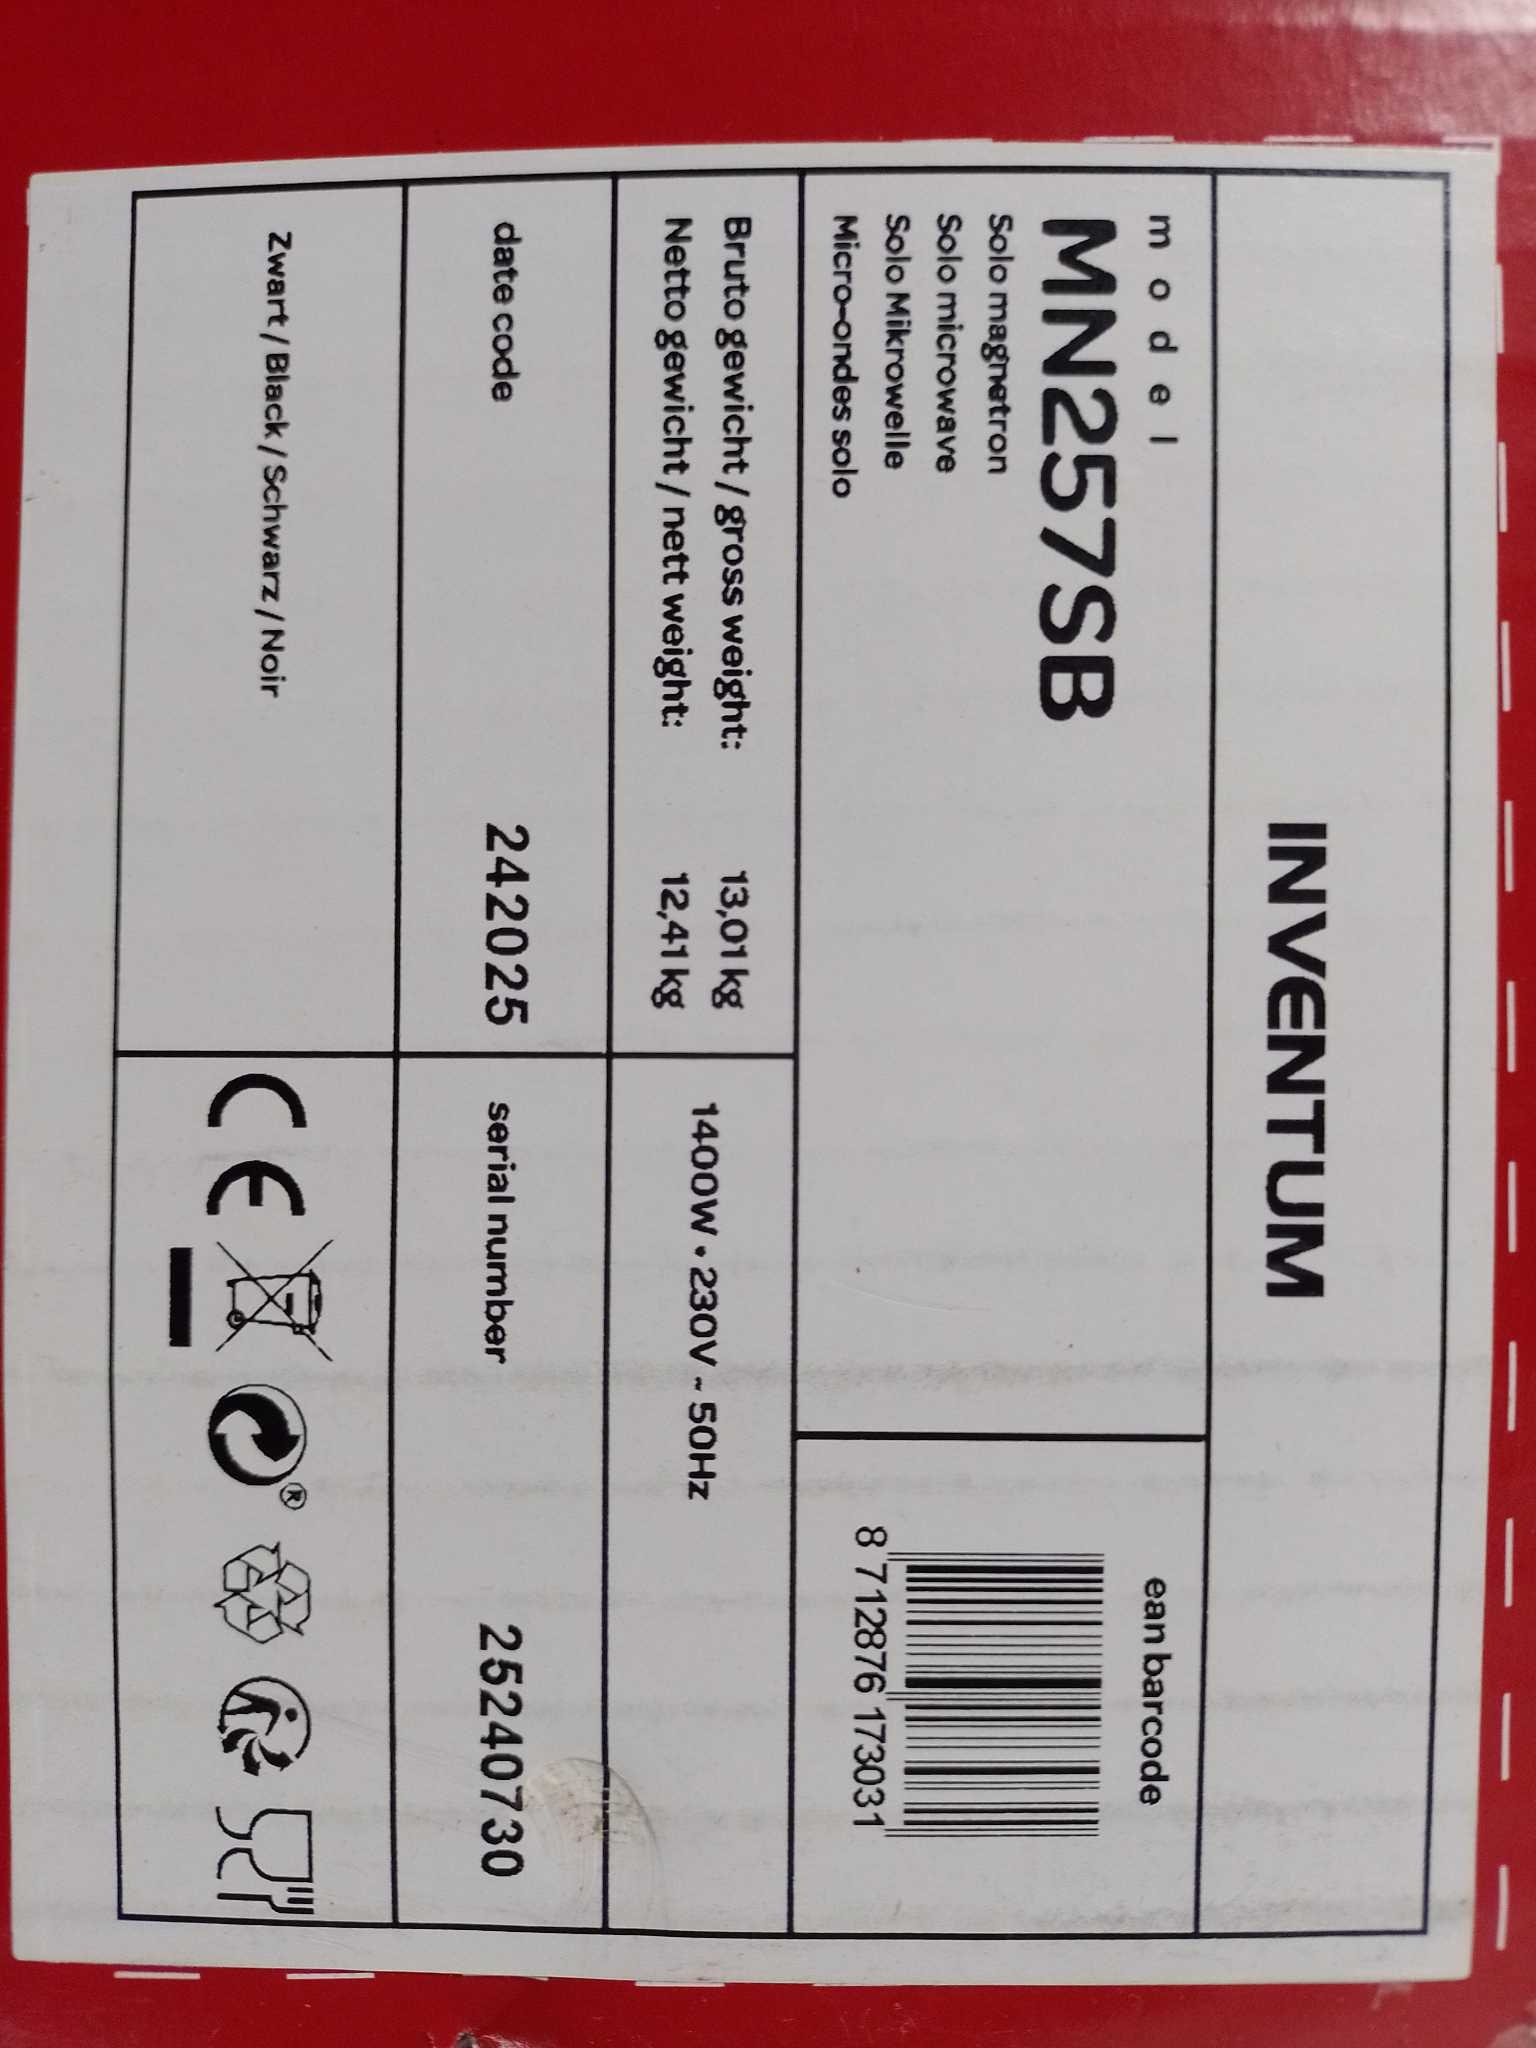 INVENTUM
model
MN257SB
Solo magnetron
Solo microwave
Solo Mikrowelle
Micro-ondes solo
ean barcode
8 712876 173031
Bruto gewicht / gross weight: 13,01 kg
Netto gewicht / nett weight: 12,41 kg
1400W • 230V ~ 50Hz
date code 242025
serial number 25240730
Zwart / Black / Schwarz / Noir
CE
®